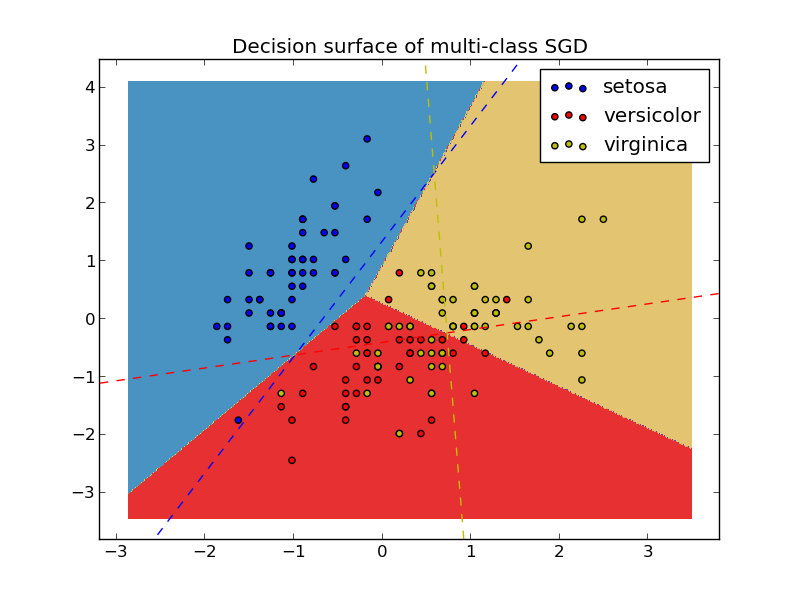 Decision surface of multi-class SGD
setosa
versicolor
virginica
4
3
2
1
0
−1
−2
−3
−3 −2 −1 0 1 2 3